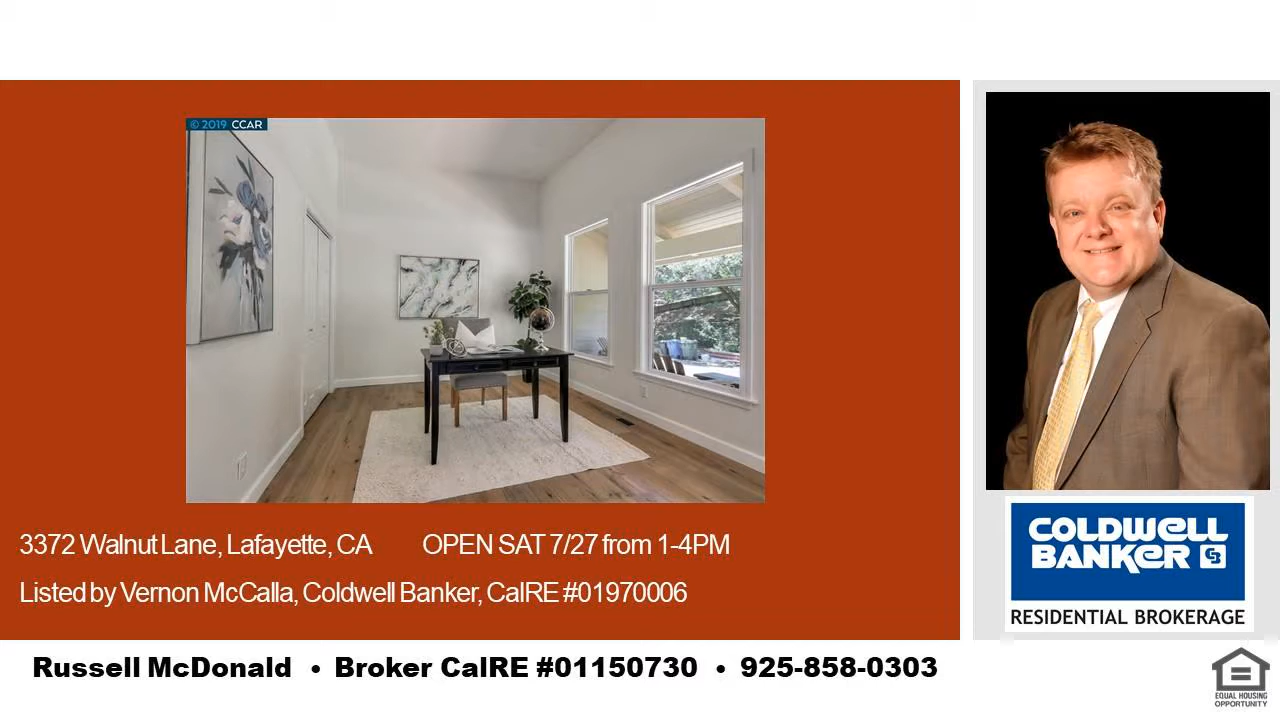 © 2019 CCAR
3372 Walnut Lane, Lafayette, CA OPEN SAT 7/27 from 1-4PM
Listed by Vernon McCalla, Coldwell Banker, CalRE #01970006
COLDWELL
BANKER CB
RESIDENTIAL BROKERAGE
Russell McDonald • Broker CalRE #01150730 • 925-858-0303
EQUAL HOUSING
OPPORTUNITY